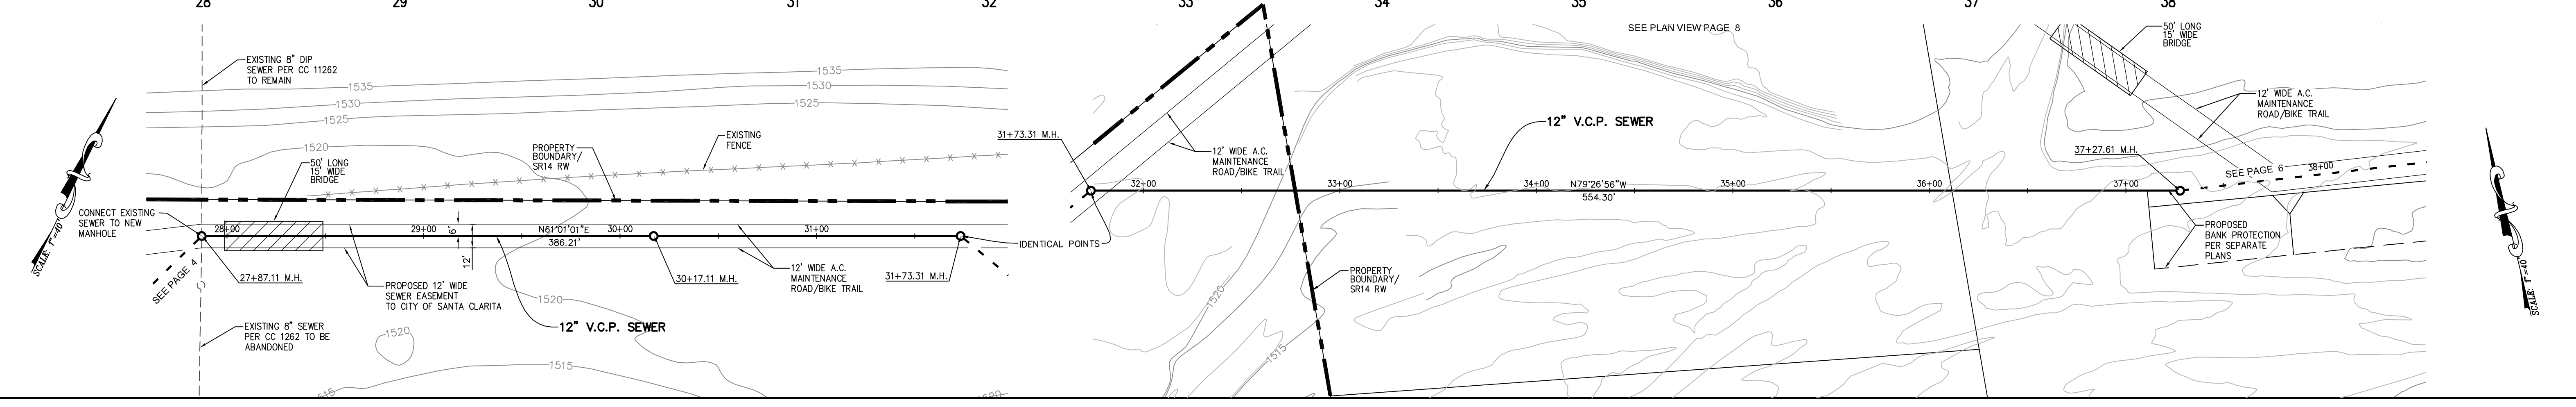 28 29 30 31 32 33 34 35 36 37 38
EXISTING 8" DIP
SEWER PER CC 11262
TO REMAIN
1535
1535
1530
1530
1525
1525
1520
50' LONG
15' WIDE
BRIDGE
PROPERTY
BOUNDARY/
SR14 RW
EXISTING
FENCE
SCALE: 1"=40'
CONNECT EXISTING
SEWER TO NEW
MANHOLE
28+00
29+00
6'
12'
N61°01'01"E
386.21'
30+00
31+00
SEE PAGE 4
27+87.11 M.H.
30+17.11 M.H.
31+73.31 M.H.
PROPOSED 12' WIDE
SEWER EASEMENT
TO CITY OF SANTA CLARITA
12' WIDE A.C.
MAINTENANCE
ROAD/BIKE TRAIL
1520
12" V.C.P. SEWER
EXISTING 8" SEWER
PER CC 1262 TO BE
ABANDONED
1520
1515
1515
1520
31+73.31 M.H.
IDENTICAL POINTS
12' WIDE A.C.
MAINTENANCE
ROAD/BIKE TRAIL
SEE PLAN VIEW PAGE 8
12" V.C.P. SEWER
32+00
33+00
34+00
N79°26'56"W
554.30'
35+00
36+00
37+00
37+27.61 M.H.
SEE PAGE 6
38+00
50' LONG
15' WIDE
BRIDGE
12' WIDE A.C.
MAINTENANCE
ROAD/BIKE TRAIL
PROPERTY
BOUNDARY/
SR14 RW
1520
1515
PROPOSED
BANK PROTECTION
PER SEPARATE
PLANS
SCALE: 1"=40'